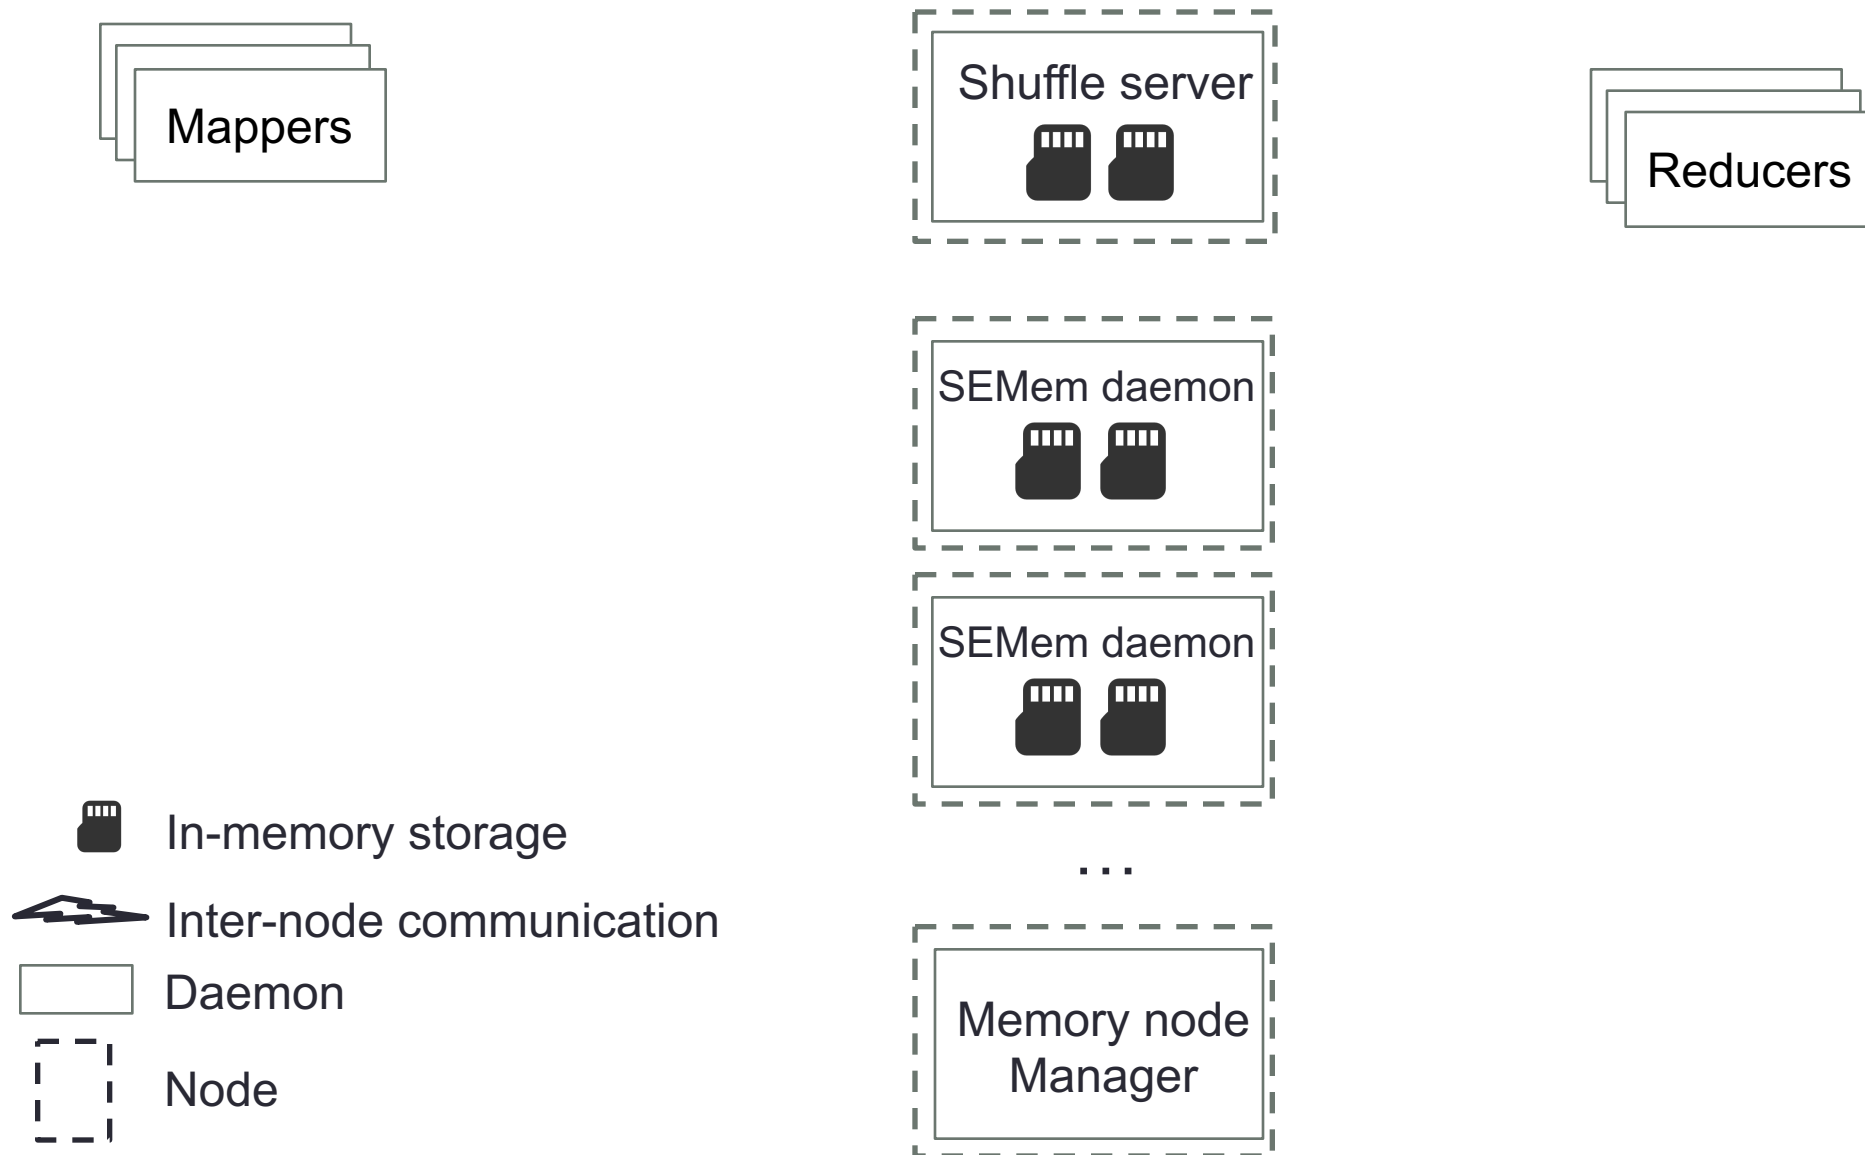 Mappers
Shuffle server
Reducers
SEMem daemon
SEMem daemon
In-memory storage
...
Inter-node communication
Daemon
Memory node
Manager
Node